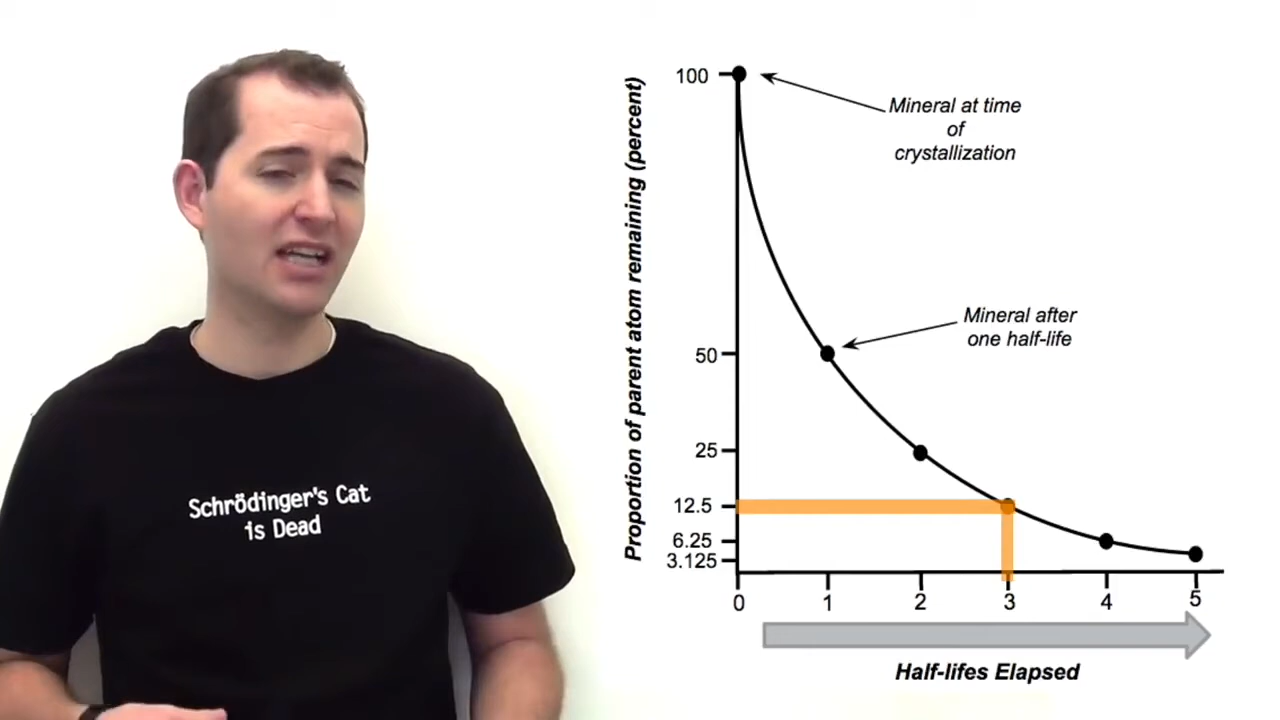 Schrödinger's Cat
is Dead
Proportion of parent atom remaining (percent)
100
50
25
12.5
6.25
3.125
Mineral at time
of
crystallization
Mineral after
one half-life
0 1 2 3 4 5
Half-lifes Elapsed